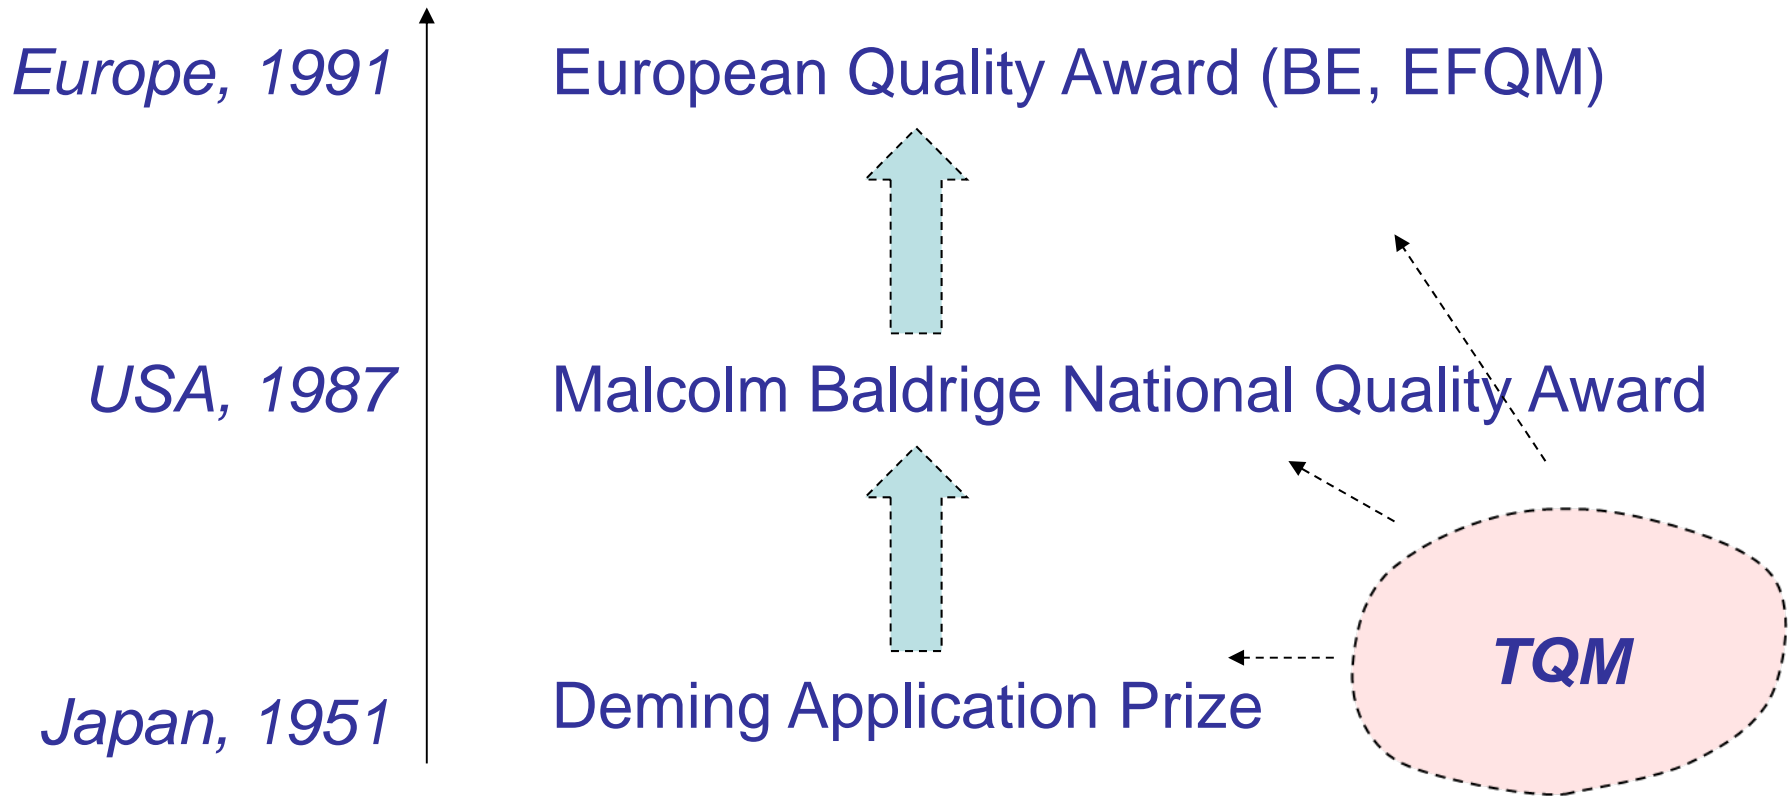 Europe, 1991 European Quality Award (BE, EFQM)
USA, 1987 Malcolm Baldrige National Quality Award
TQM
Japan, 1951 Deming Application Prize